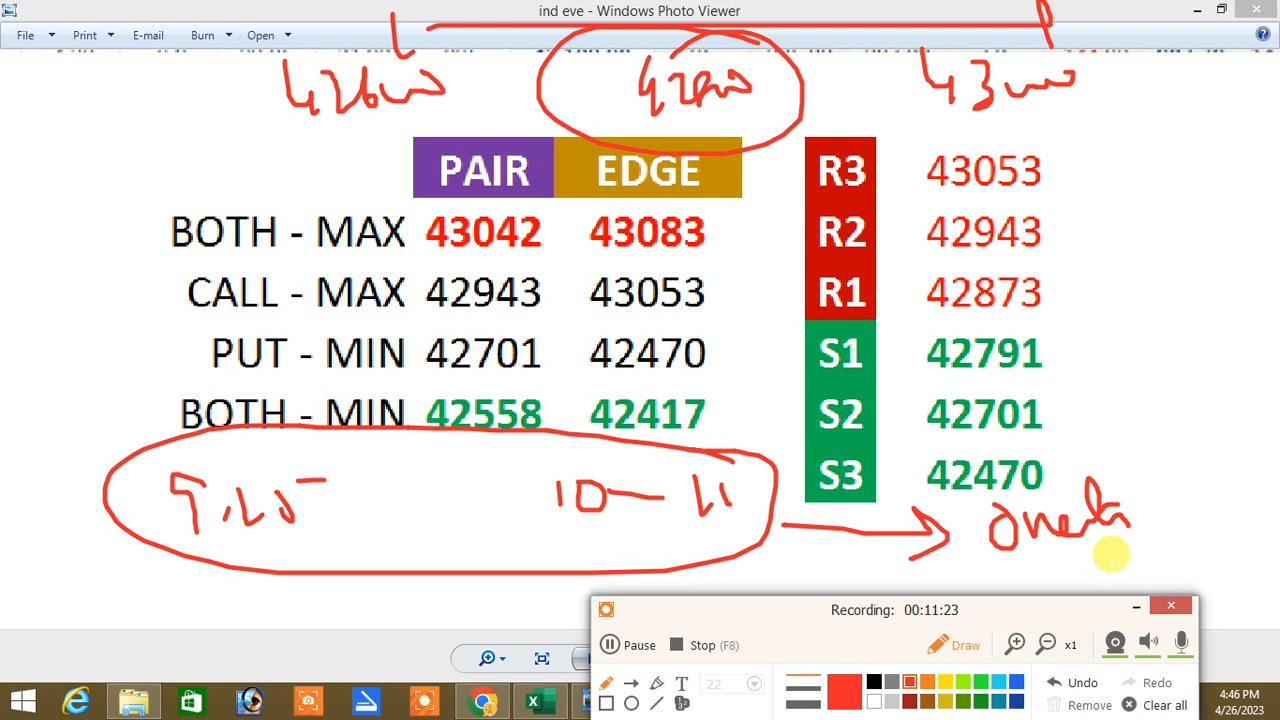 ind eve - Windows Photo Viewer
File Print E-mail Burn Open
PAIR EDGE
BOTH - MAX 43042 43083
CALL - MAX 42943 43053
PUT - MIN 42701 42470
BOTH - MIN 42558 42417
R3 43053
R2 42943
R1 42873
S1 42791
S2 42701
S3 42470
10 - 11
Recording: 00:11:23
Pause Stop (F8) Draw x1
T 22 Undo Redo
Remove Clear all
4:46 PM
4/26/2023